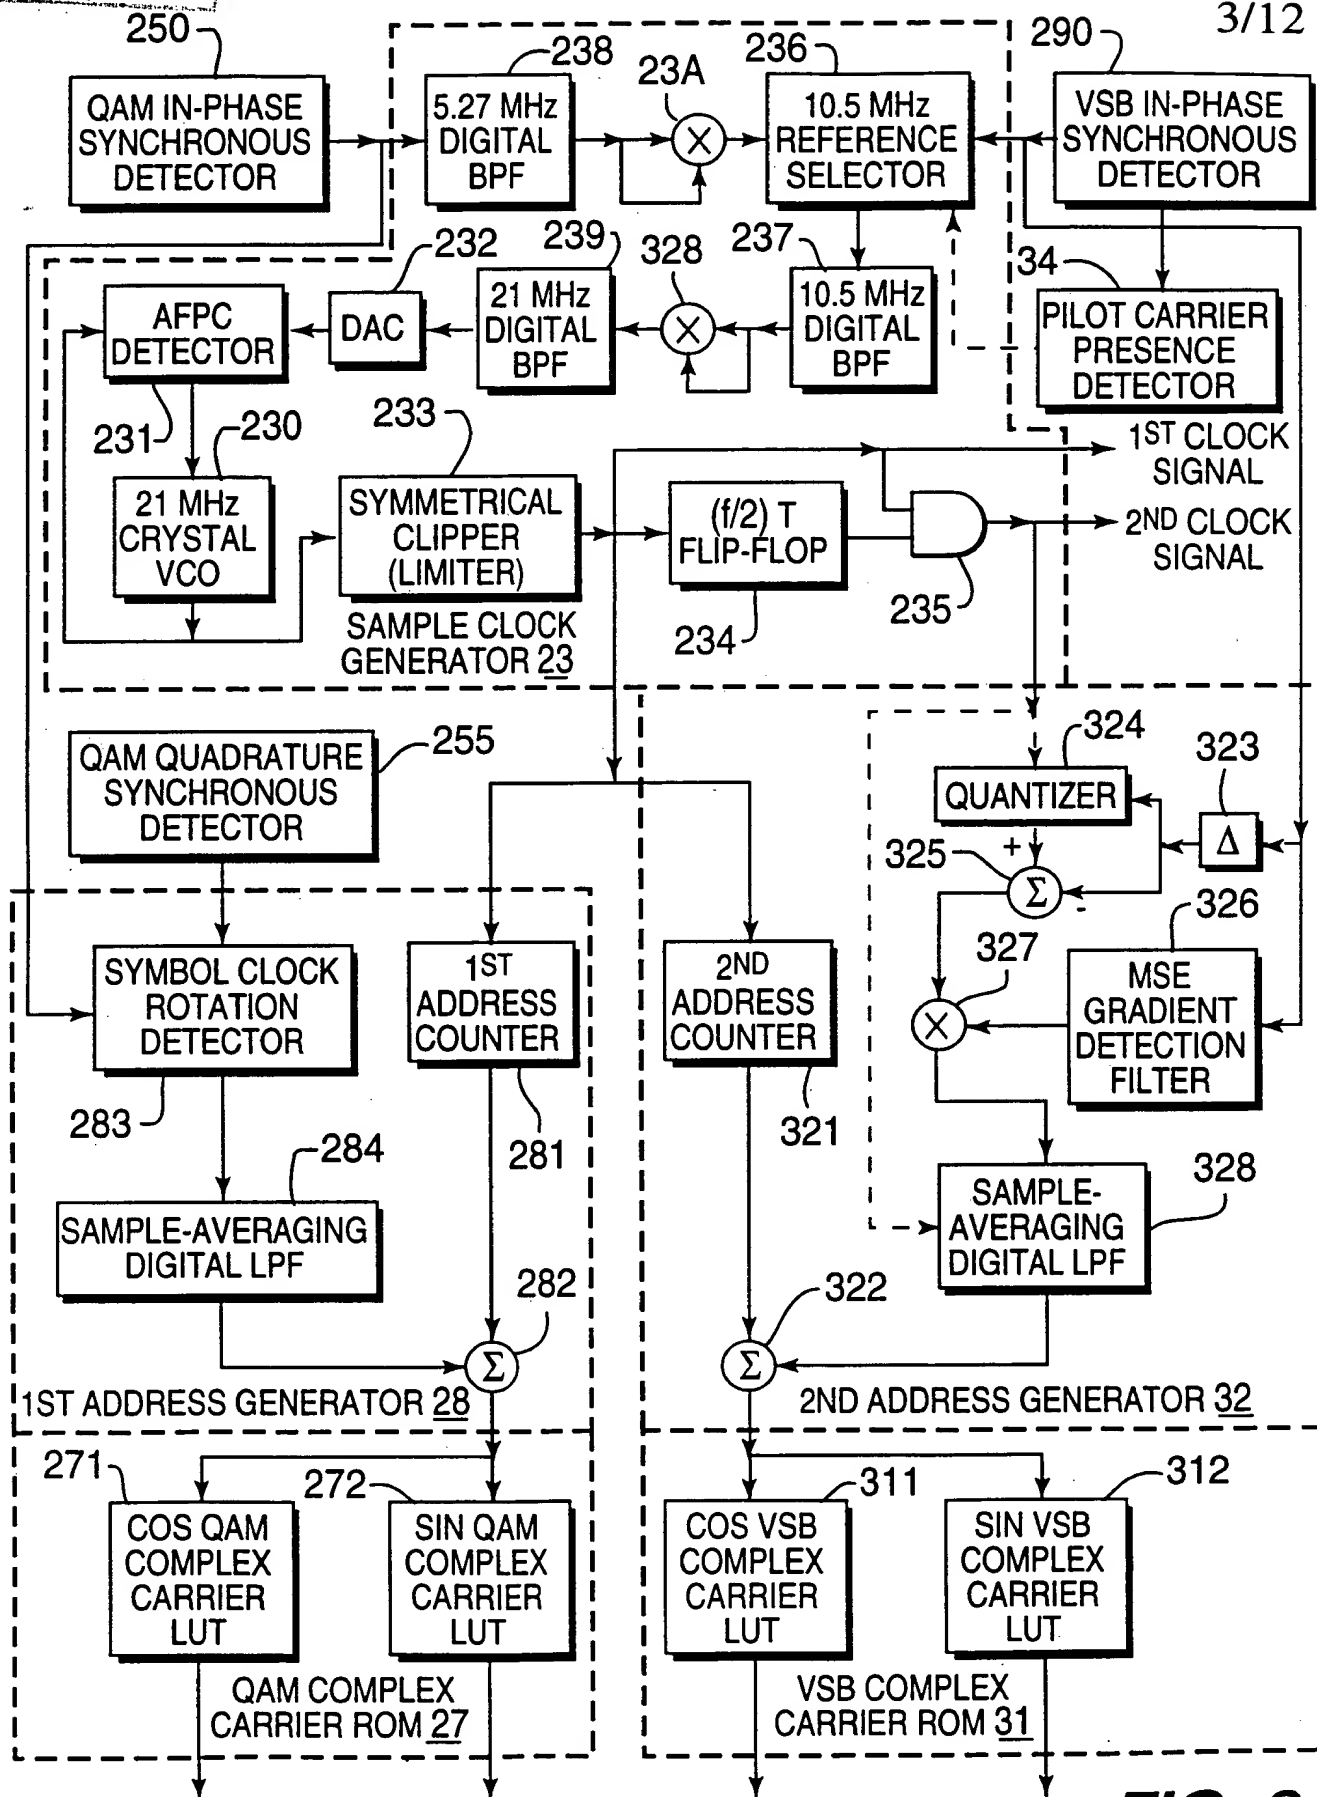 3/12
250
238
23A
236
290
QAM IN-PHASE
SYNCHRONOUS
DETECTOR
5.27 MHz
DIGITAL
BPF
X
10.5 MHz
REFERENCE
SELECTOR
VSB IN-PHASE
SYNCHRONOUS
DETECTOR
232
239
328
237
34
AFPC
DETECTOR
DAC
21 MHz
DIGITAL
BPF
X
10.5 MHz
DIGITAL
BPF
PILOT CARRIER
PRESENCE
DETECTOR
231
230
233
1ST CLOCK
SIGNAL
21 MHz
CRYSTAL
VCO
SYMMETRICAL
CLIPPER
(LIMITER)
(f/2) T
FLIP-FLOP
2ND CLOCK
SIGNAL
234
235
SAMPLE CLOCK
GENERATOR 23
QAM QUADRATURE
SYNCHRONOUS
DETECTOR
255
324
323
QUANTIZER
Δ
325
+
Σ
-
326
327
SYMBOL CLOCK
ROTATION
DETECTOR
1ST
ADDRESS
COUNTER
2ND
ADDRESS
COUNTER
X
MSE
GRADIENT
DETECTION
FILTER
283
281
321
284
328
SAMPLE-AVERAGING
DIGITAL LPF
SAMPLE-
AVERAGING
DIGITAL LPF
282
322
Σ
Σ
1ST ADDRESS GENERATOR 28
2ND ADDRESS GENERATOR 32
271
272
311
312
COS QAM
COMPLEX
CARRIER
LUT
SIN QAM
COMPLEX
CARRIER
LUT
COS VSB
COMPLEX
CARRIER
LUT
SIN VSB
COMPLEX
CARRIER
LUT
QAM COMPLEX
CARRIER ROM 27
VSB COMPLEX
CARRIER ROM 31